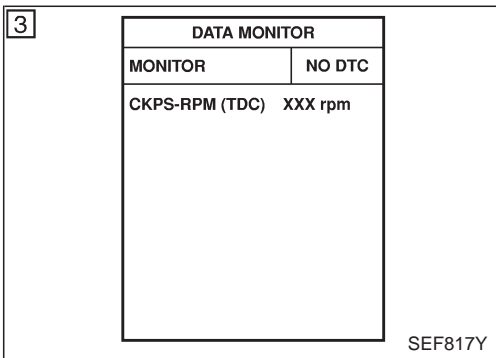 3
DATA MONITOR
MONITOR NO DTC
CKPS-RPM (TDC) XXX rpm
SEF817Y